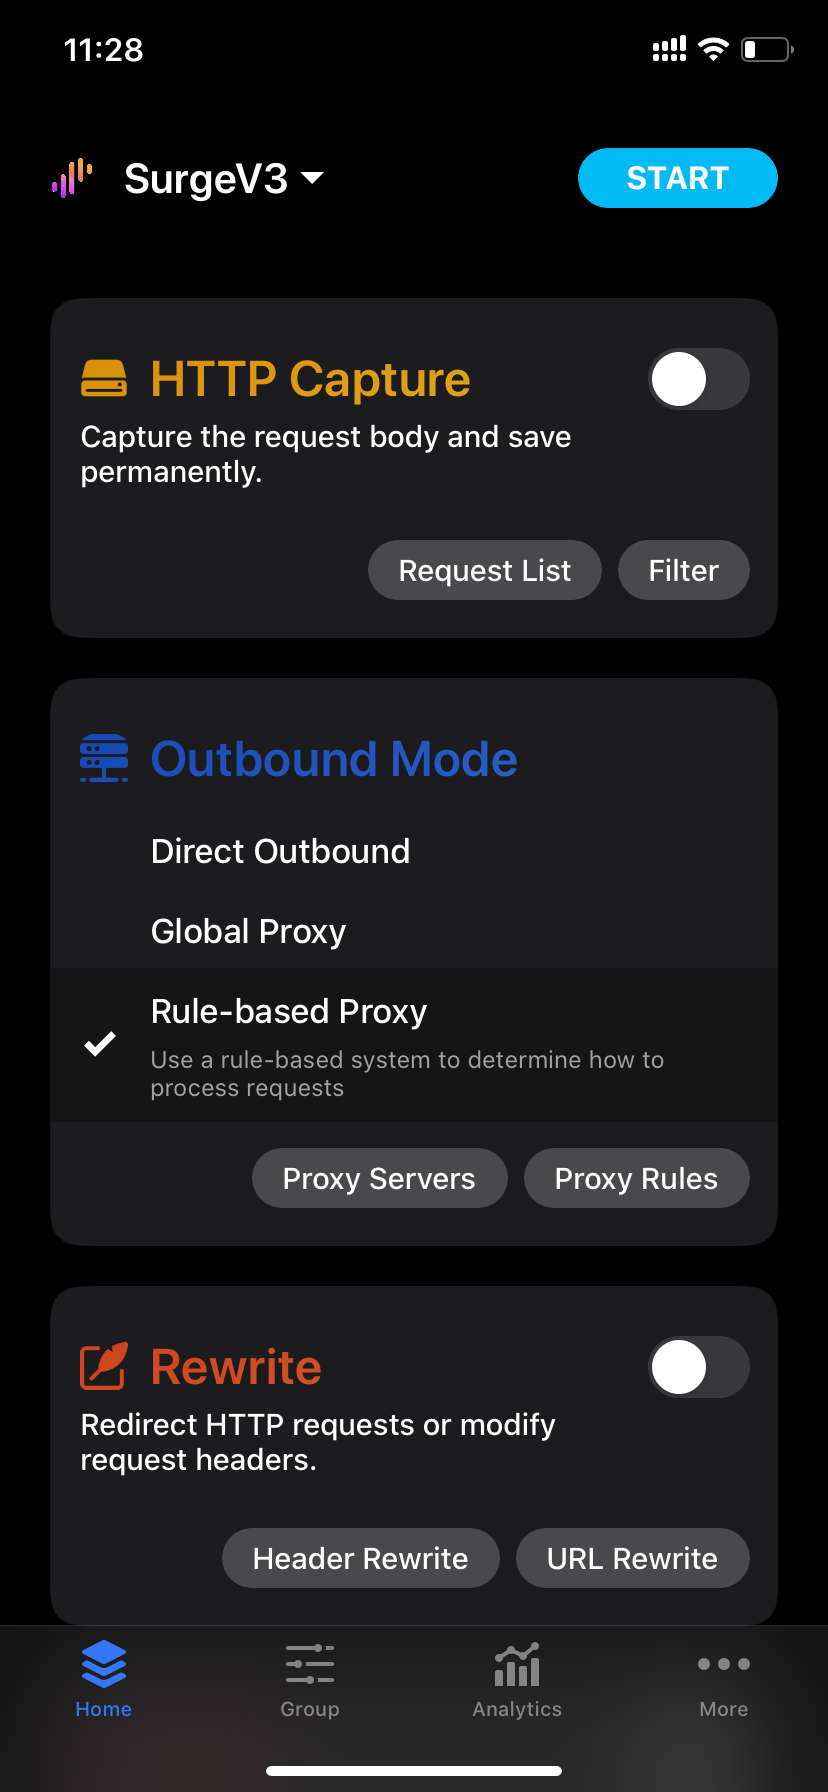 11:28
SurgeV3
START
HTTP Capture
Capture the request body and save
permanently.
Request List
Filter
Outbound Mode
Direct Outbound
Global Proxy
Rule-based Proxy
Use a rule-based system to determine how to
process requests
Proxy Servers
Proxy Rules
Rewrite
Redirect HTTP requests or modify
request headers.
Header Rewrite
URL Rewrite
Home
Group
Analytics
More